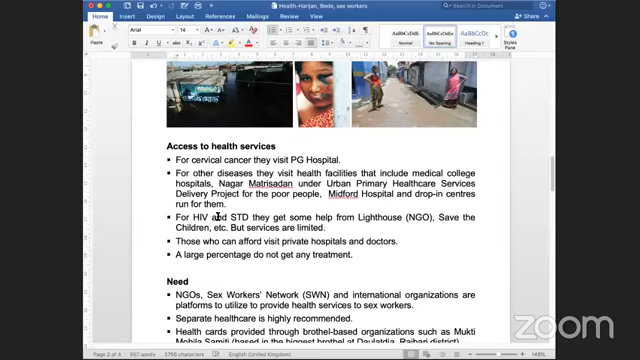 Health-Harijan, Bede, sex workers
Search in Document
Home Insert Design Layout References Mailings Review View
Share
Paste
Arial
14
AaBbCcDdEe
AaBbCcDdEe
AaBbCcDc
Normal
No Spacing
Heading 1
Styles
Pane
Access to health services
▪ For cervical cancer they visit PG Hospital.
▪ For other diseases they visit health facilities that include medical college
hospitals, Nagar Matrisadan under Urban Primary Healthcare Services
Delivery Project for the poor people, Midford Hospital and drop-in centres
run for them.
▪ For HIV and STD they get some help from Lighthouse (NGO), Save the
Children, etc. But services are limited.
▪ Those who can afford visit private hospitals and doctors.
▪ A large percentage do not get any treatment.
Need
▪ NGOs, Sex Workers' Network (SWN) and international organizations are
platforms to utilize to provide health services to sex workers.
▪ Separate healthcare is highly recommended.
▪ Health cards provided through brothel-based organizations such as Mukti
Mohila Samiti (based in the biggest brothel at Daulatdia, Rajbari district)
zoom
Page 2 of 4
557 words
3758 characters
143%